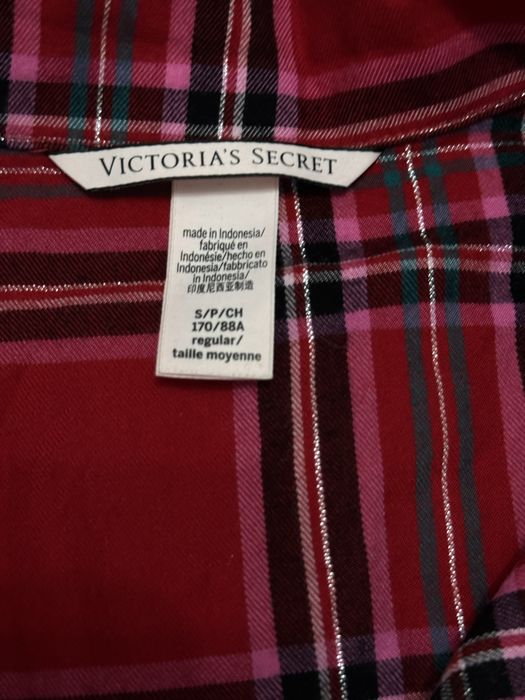 VICTORIA'S SECRET
made in Indonesia/
fabriqué en
Indonésie/hecho en
Indonesia/fabbricato
in Indonesia/
印度尼西亚制造
S/P/CH
170/88A
regular/
taille moyenne